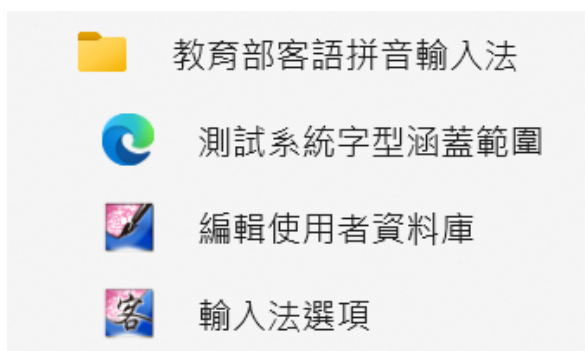 教育部客語拼音輸入法
測試系統字型涵蓋範圍
編輯使用者資料庫
客 輸入法選項